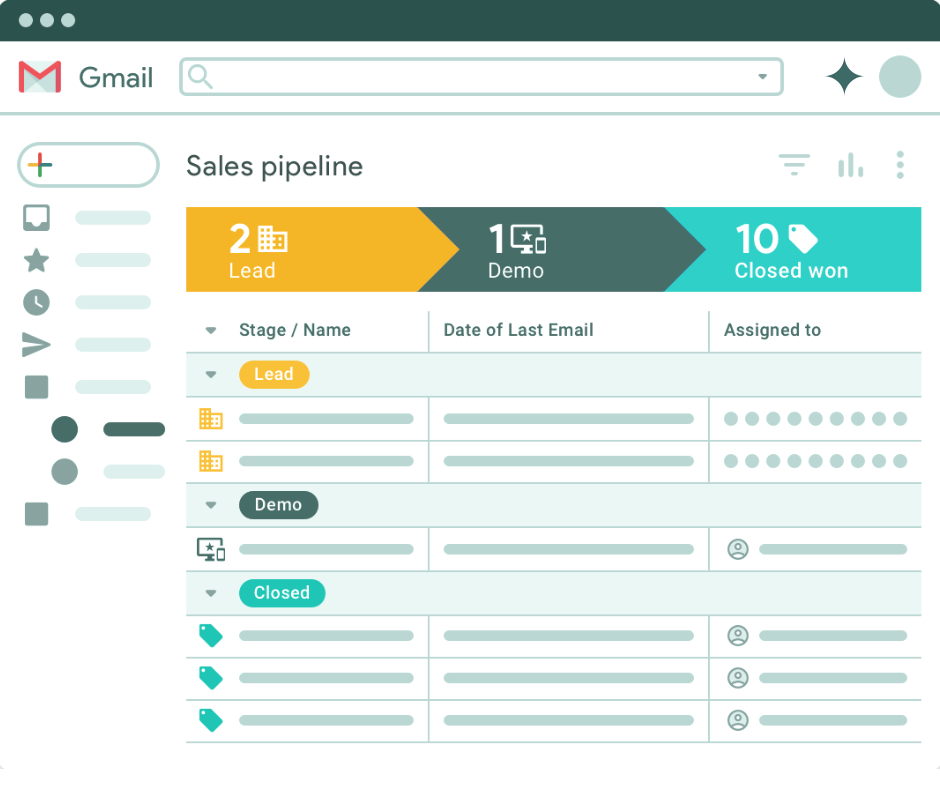 Gmail
Sales pipeline
2
Lead
1
Demo
10
Closed won
Stage / Name
Date of Last Email
Assigned to
Lead
Demo
Closed